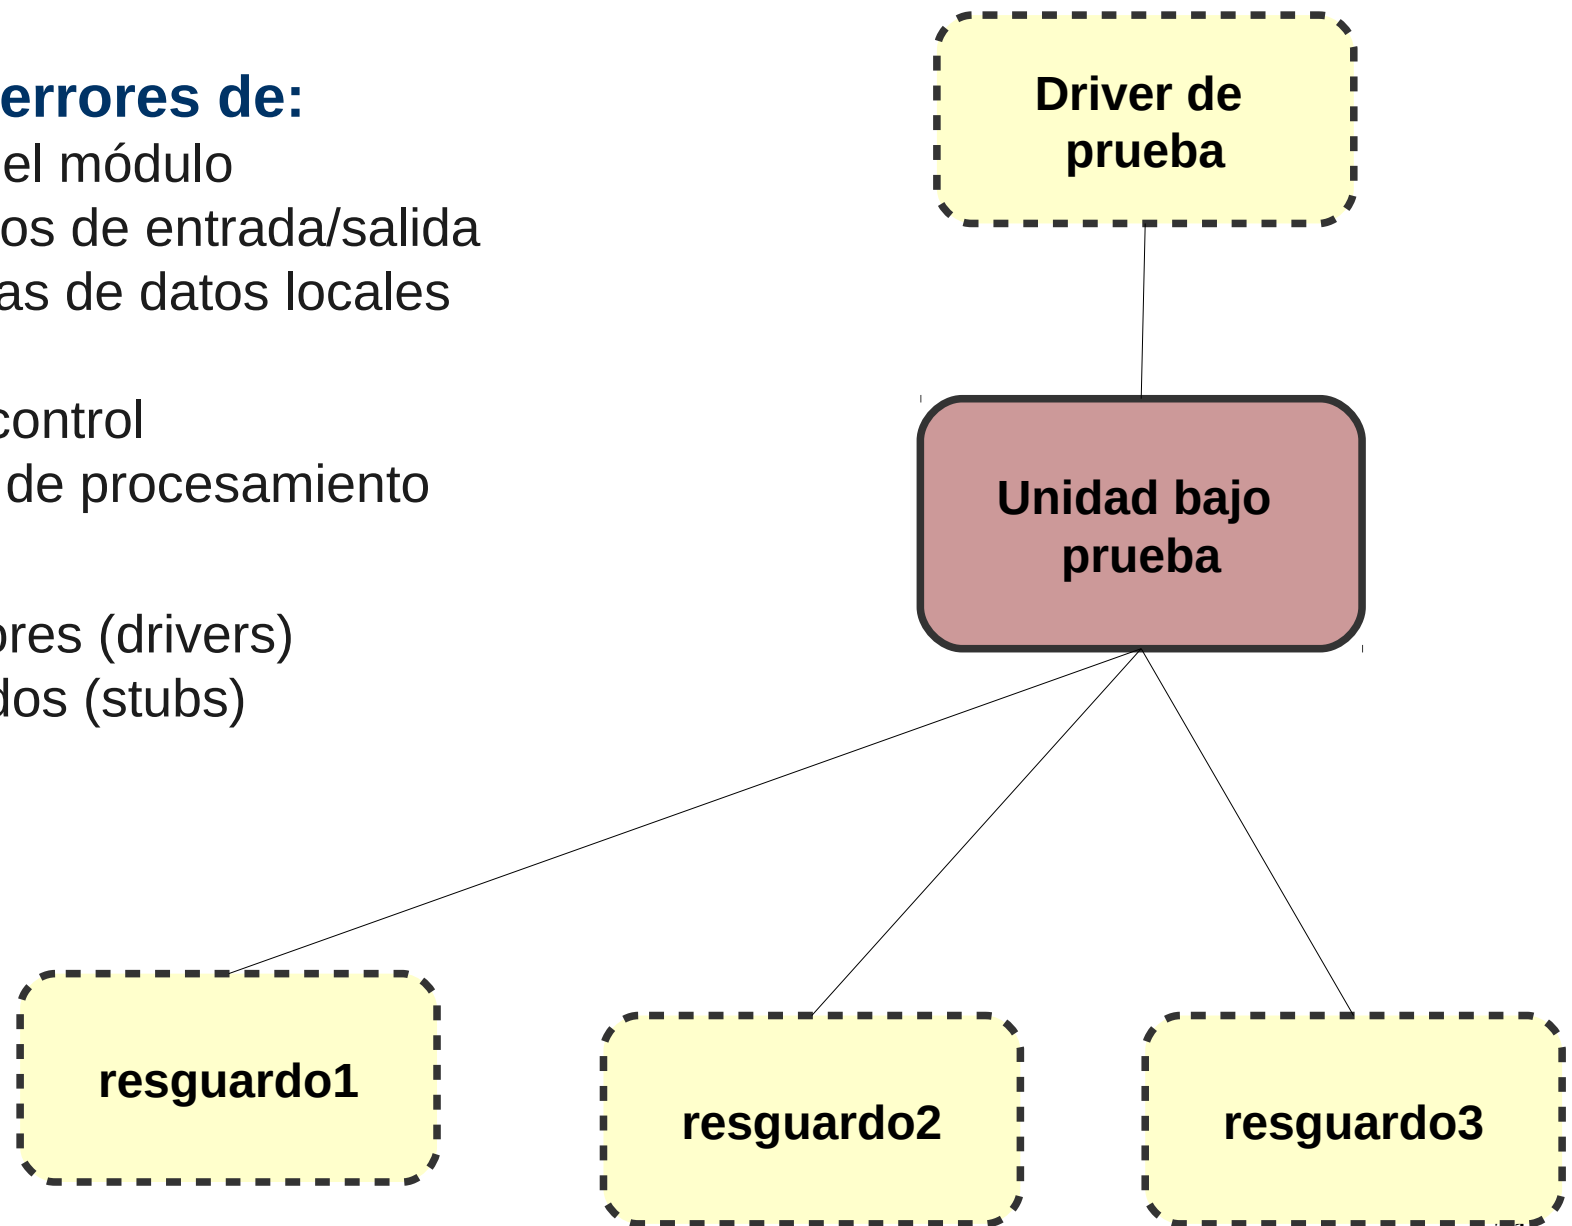 errores de:
el módulo
os de entrada/salida
as de datos locales
control
de procesamiento
ores (drivers)
dos (stubs)
Driver de
prueba
Unidad bajo
prueba
resguardo1
resguardo2
resguardo3